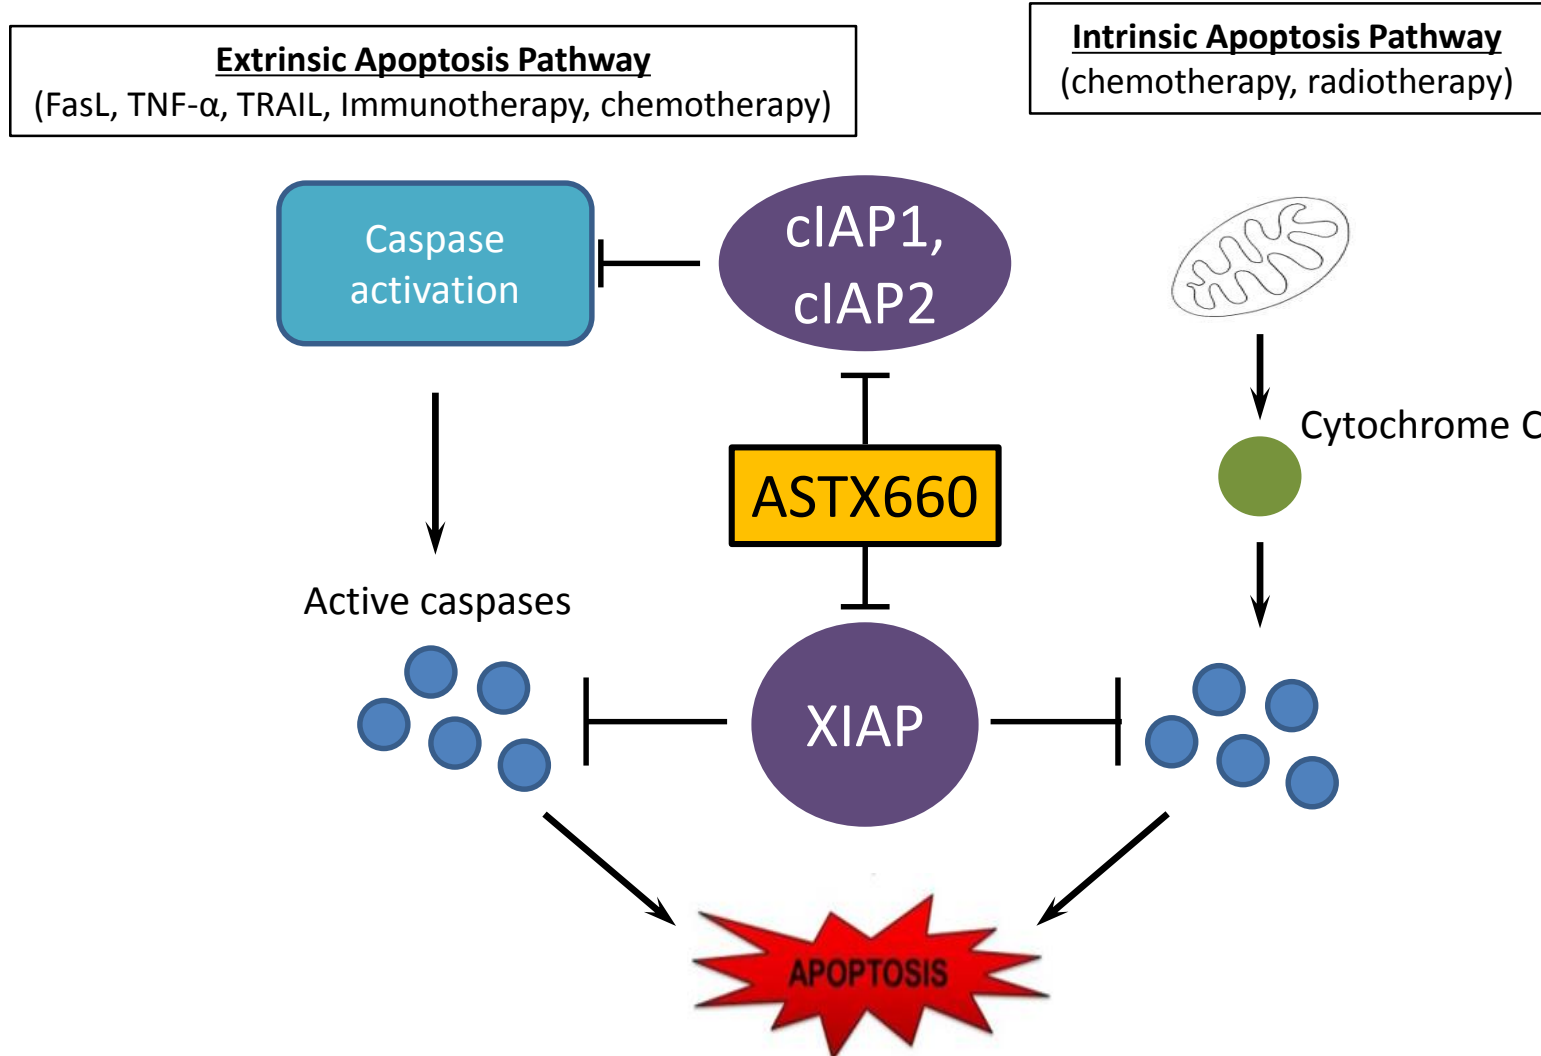 Extrinsic Apoptosis Pathway
(FasL, TNF-α, TRAIL, Immunotherapy, chemotherapy)
Intrinsic Apoptosis Pathway
(chemotherapy, radiotherapy)
Caspase
activation
cIAP1,
cIAP2
Cytochrome C
ASTX660
Active caspases
XIAP
APOPTOSIS